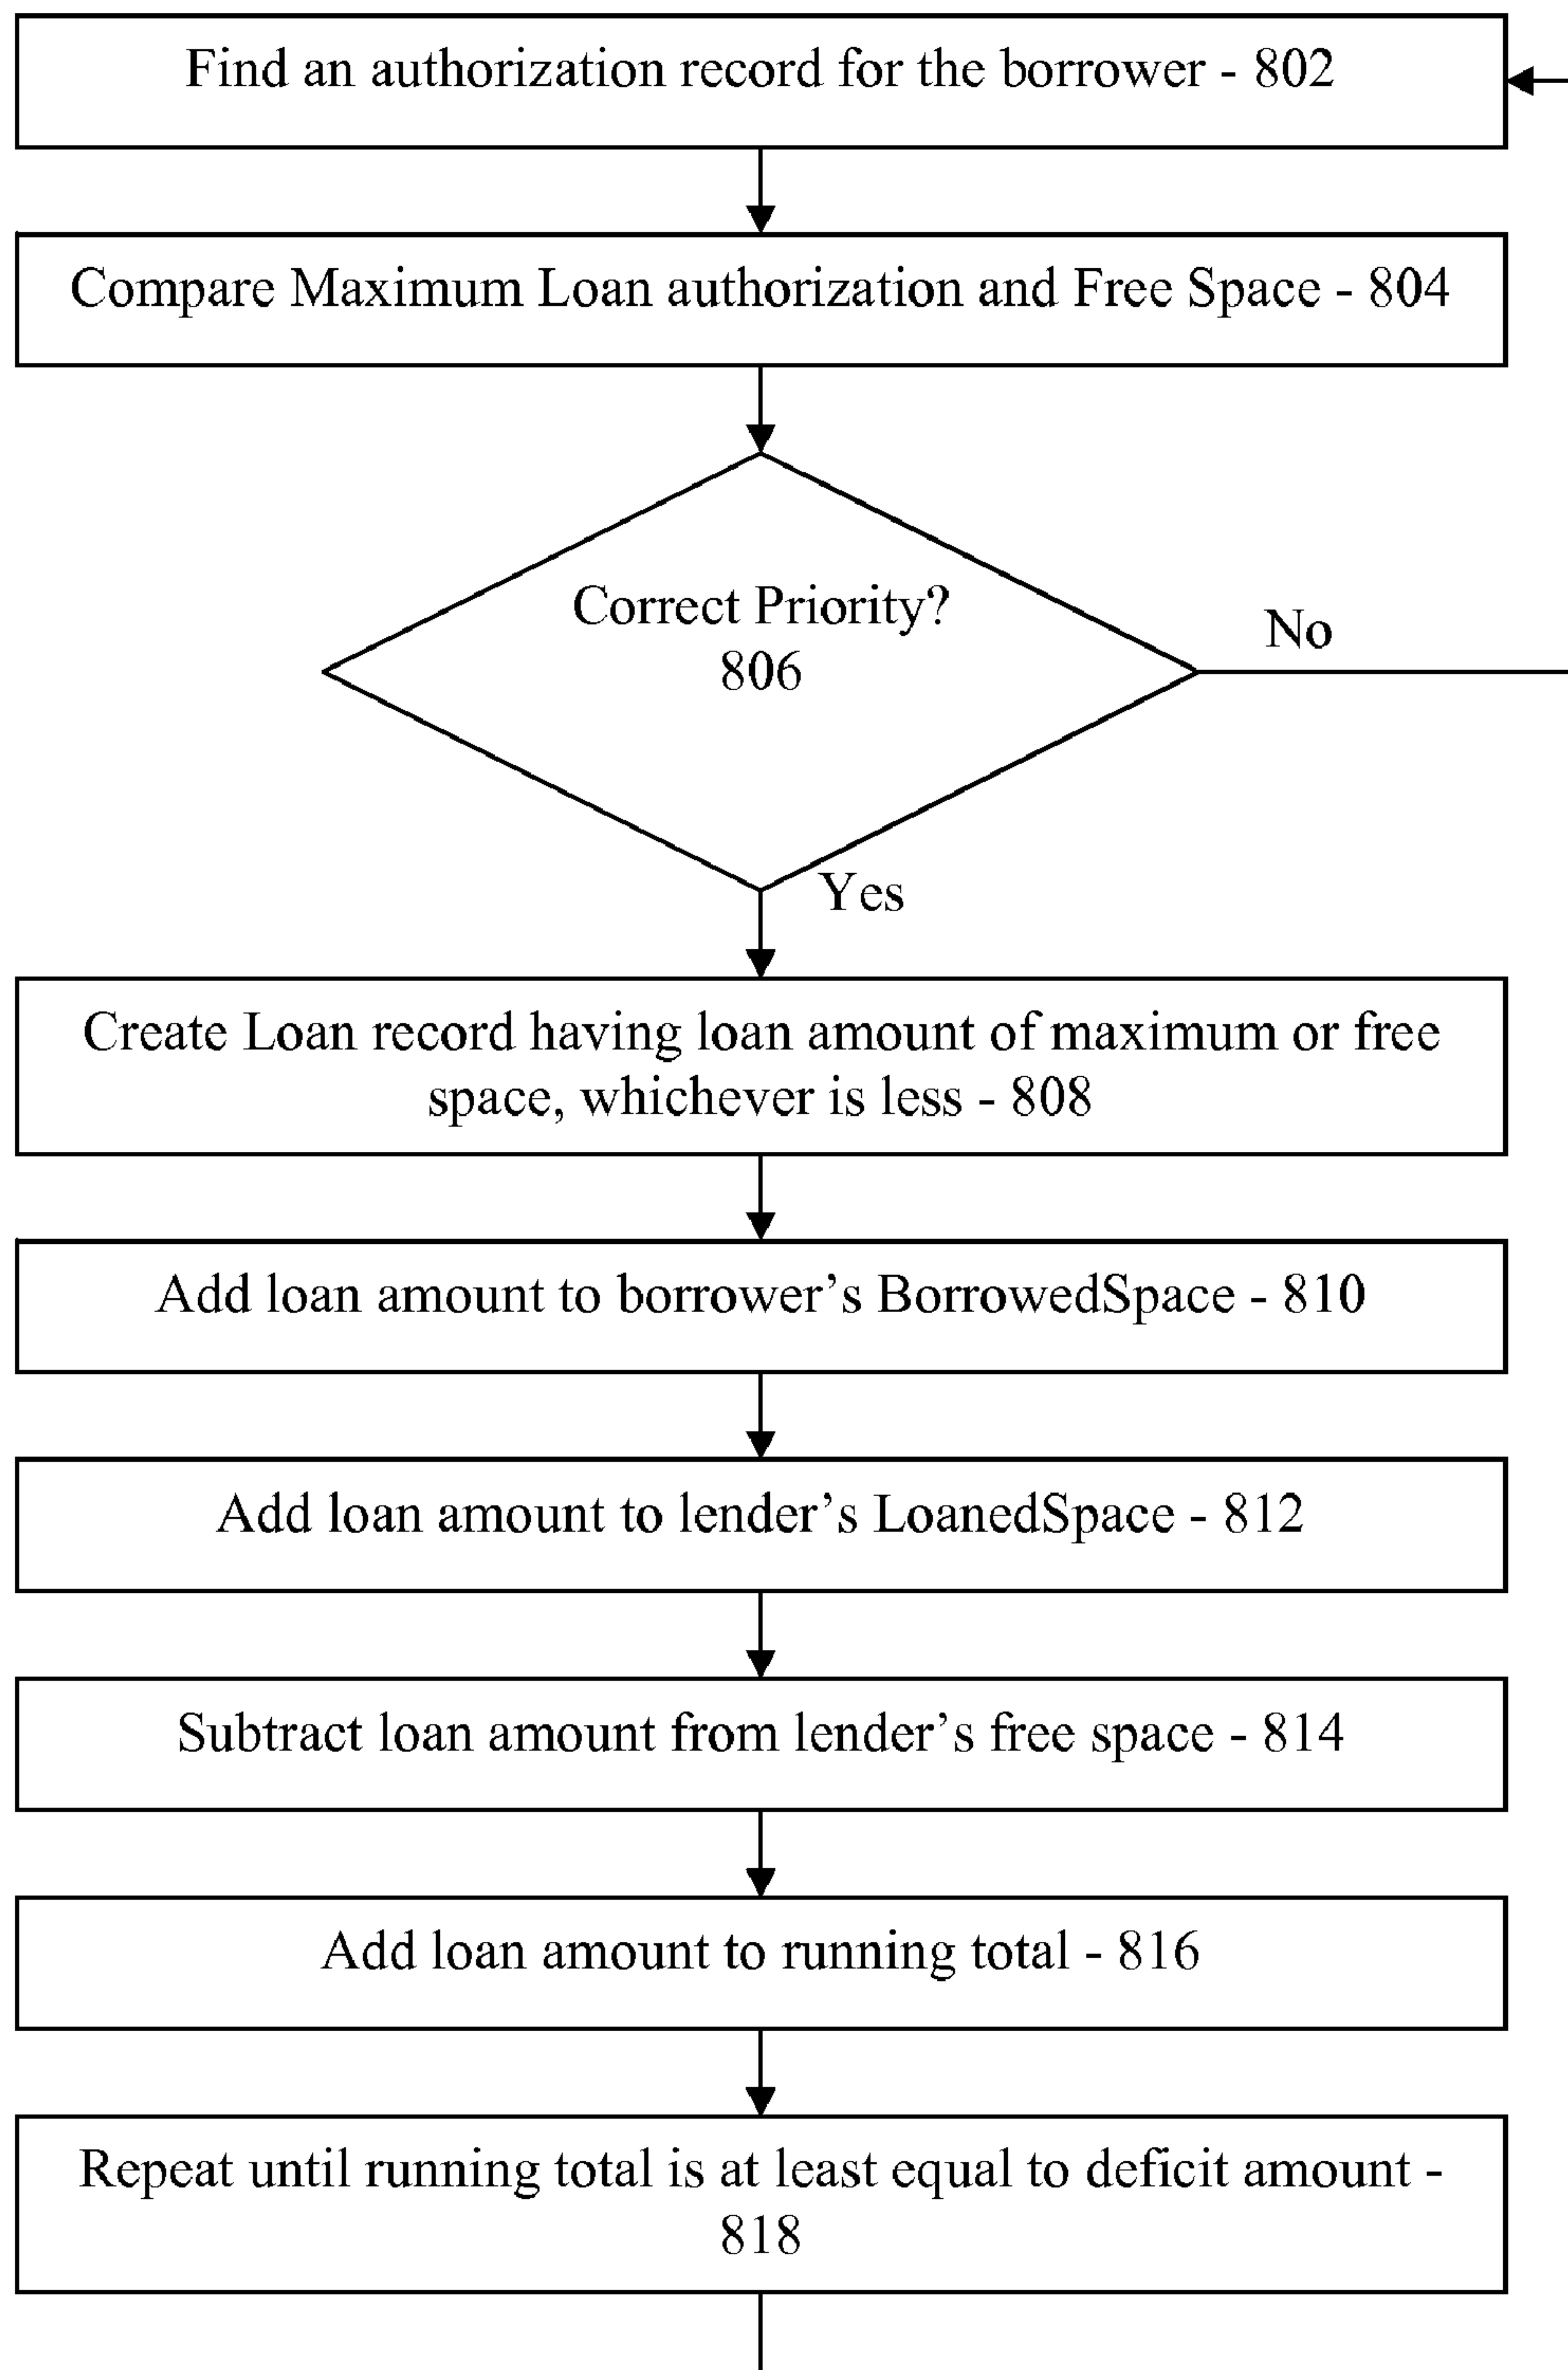 Find an authorization record for the borrower - 802
Compare Maximum Loan authorization and Free Space - 804
Correct Priority?
806
No
Yes
Create Loan record having loan amount of maximum or free
space, whichever is less - 808
Add loan amount to borrower's BorrowedSpace - 810
Add loan amount to lender's LoanedSpace - 812
Subtract loan amount from lender's free space - 814
Add loan amount to running total - 816
Repeat until running total is at least equal to deficit amount -
818